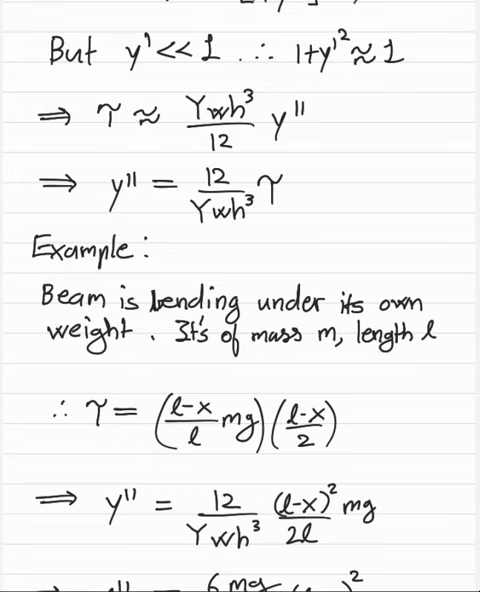 But y' << 1 ∴ 1+y'² ≈ 1
⇒ τ ≈ Ywh³/12 y''
⇒ y'' = 12/Ywh³ τ
Example:
Beam is bending under its own
weight. It's of mass m, length l
∴ τ = (l-x/l mg)(l-x/2)
⇒ y'' = 12/Ywh³ (l-x)² mg/2l